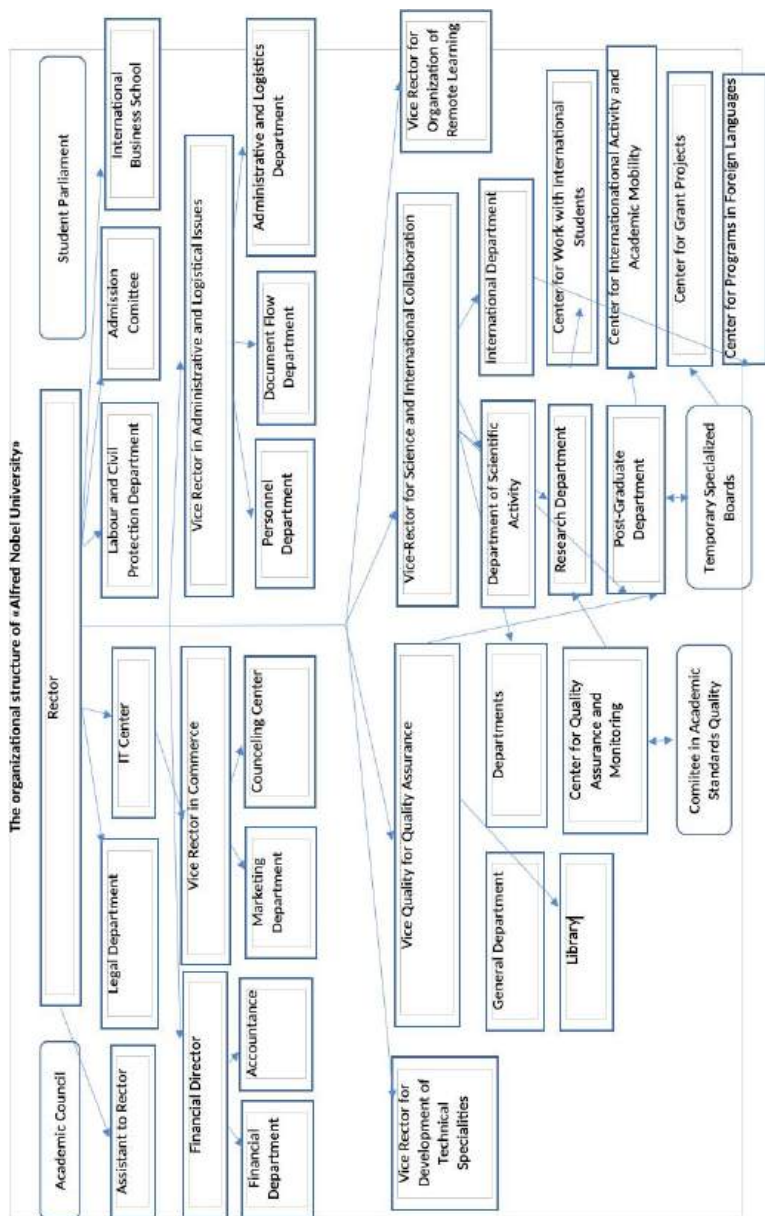 The organizational structure of «Alfred Nobel University»
Academic Council
Rector
Student Parliament
Assistant to Rector
Legal Department
IT Center
Labour and Civil
Protection Department
Admission
Comittee
International
Business School
Financial Director
Vice Rector in Commerce
Vice Rector in Administrative and Logistical Issues
Financial
Department
Accountance
Marketing
Department
Counceling Center
Personnel
Department
Document Flow
Department
Administrative and Logistics
Department
Vice Rector for
Development of
Technical
Specialities
Vice Quality for Quality Assurance
Vice-Rector for Science and International Collaboration
Vice Rector for
Organization of
Remote Learning
General Department
Departments
Department of Scientific
Activity
International Department
Library
Center for Quality
Assurance and
Monitoring
Research Department
Center for Work with International
Students
Post-Graduate
Department
Center for International Activity and
Academic Mobility
Comiitee in Academic
Standards Quality
Temporary Specialized
Boards
Center for Grant Projects
Center for Programs in Foreign Languages